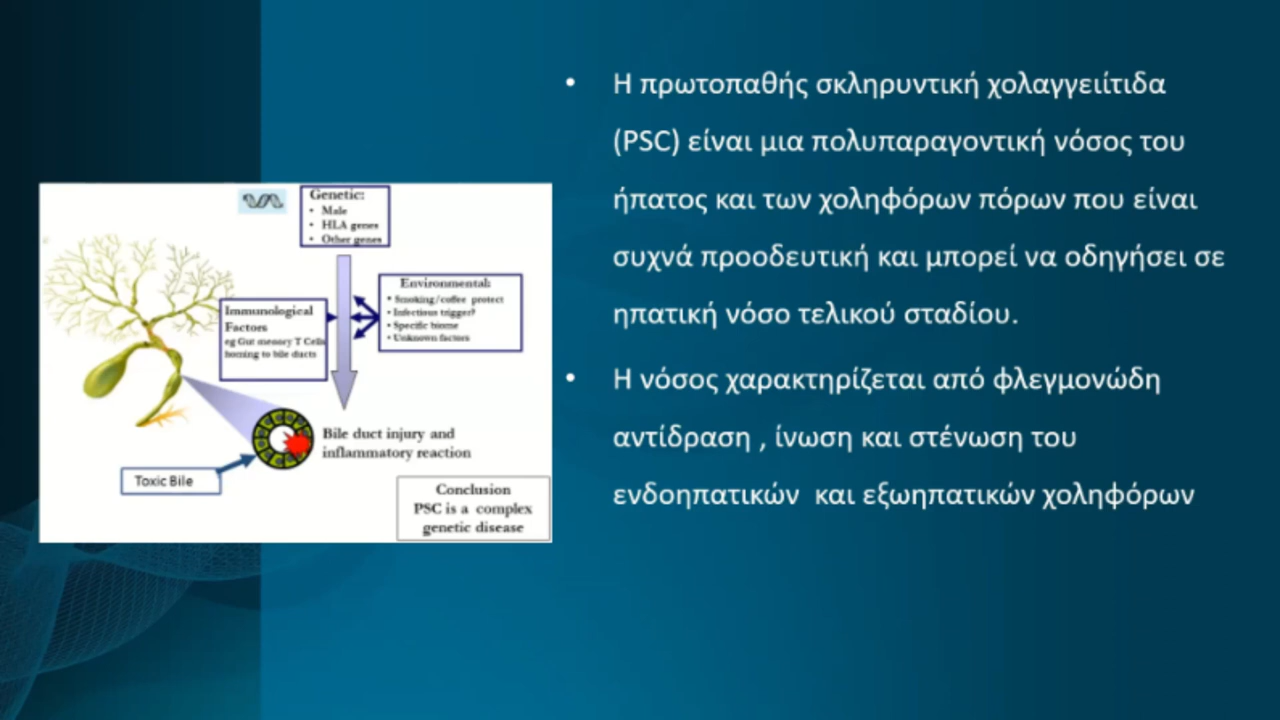 Genetic:
• Male
• HLA genes
• Other genes
Environmental:
• Smoking/coffee protect
• Infectious trigger?
• Specific biome
• Unknown factors
Immunological
Factors
eg Gut memory T Cells
homing to bile ducts
Bile duct injury and
inflammatory reaction
Toxic Bile
Conclusion
PSC is a complex
genetic disease
• Η πρωτοπαθής σκληρυντική χολαγγειίτιδα
(PSC) είναι μια πολυπαραγοντική νόσος του
ήπατος και των χοληφόρων πόρων που είναι
συχνά προοδευτική και μπορεί να οδηγήσει σε
ηπατική νόσο τελικού σταδίου.
• Η νόσος χαρακτηρίζεται από φλεγμονώδη
αντίδραση , ίνωση και στένωση του
ενδοηπατικών και εξωηπατικών χοληφόρων